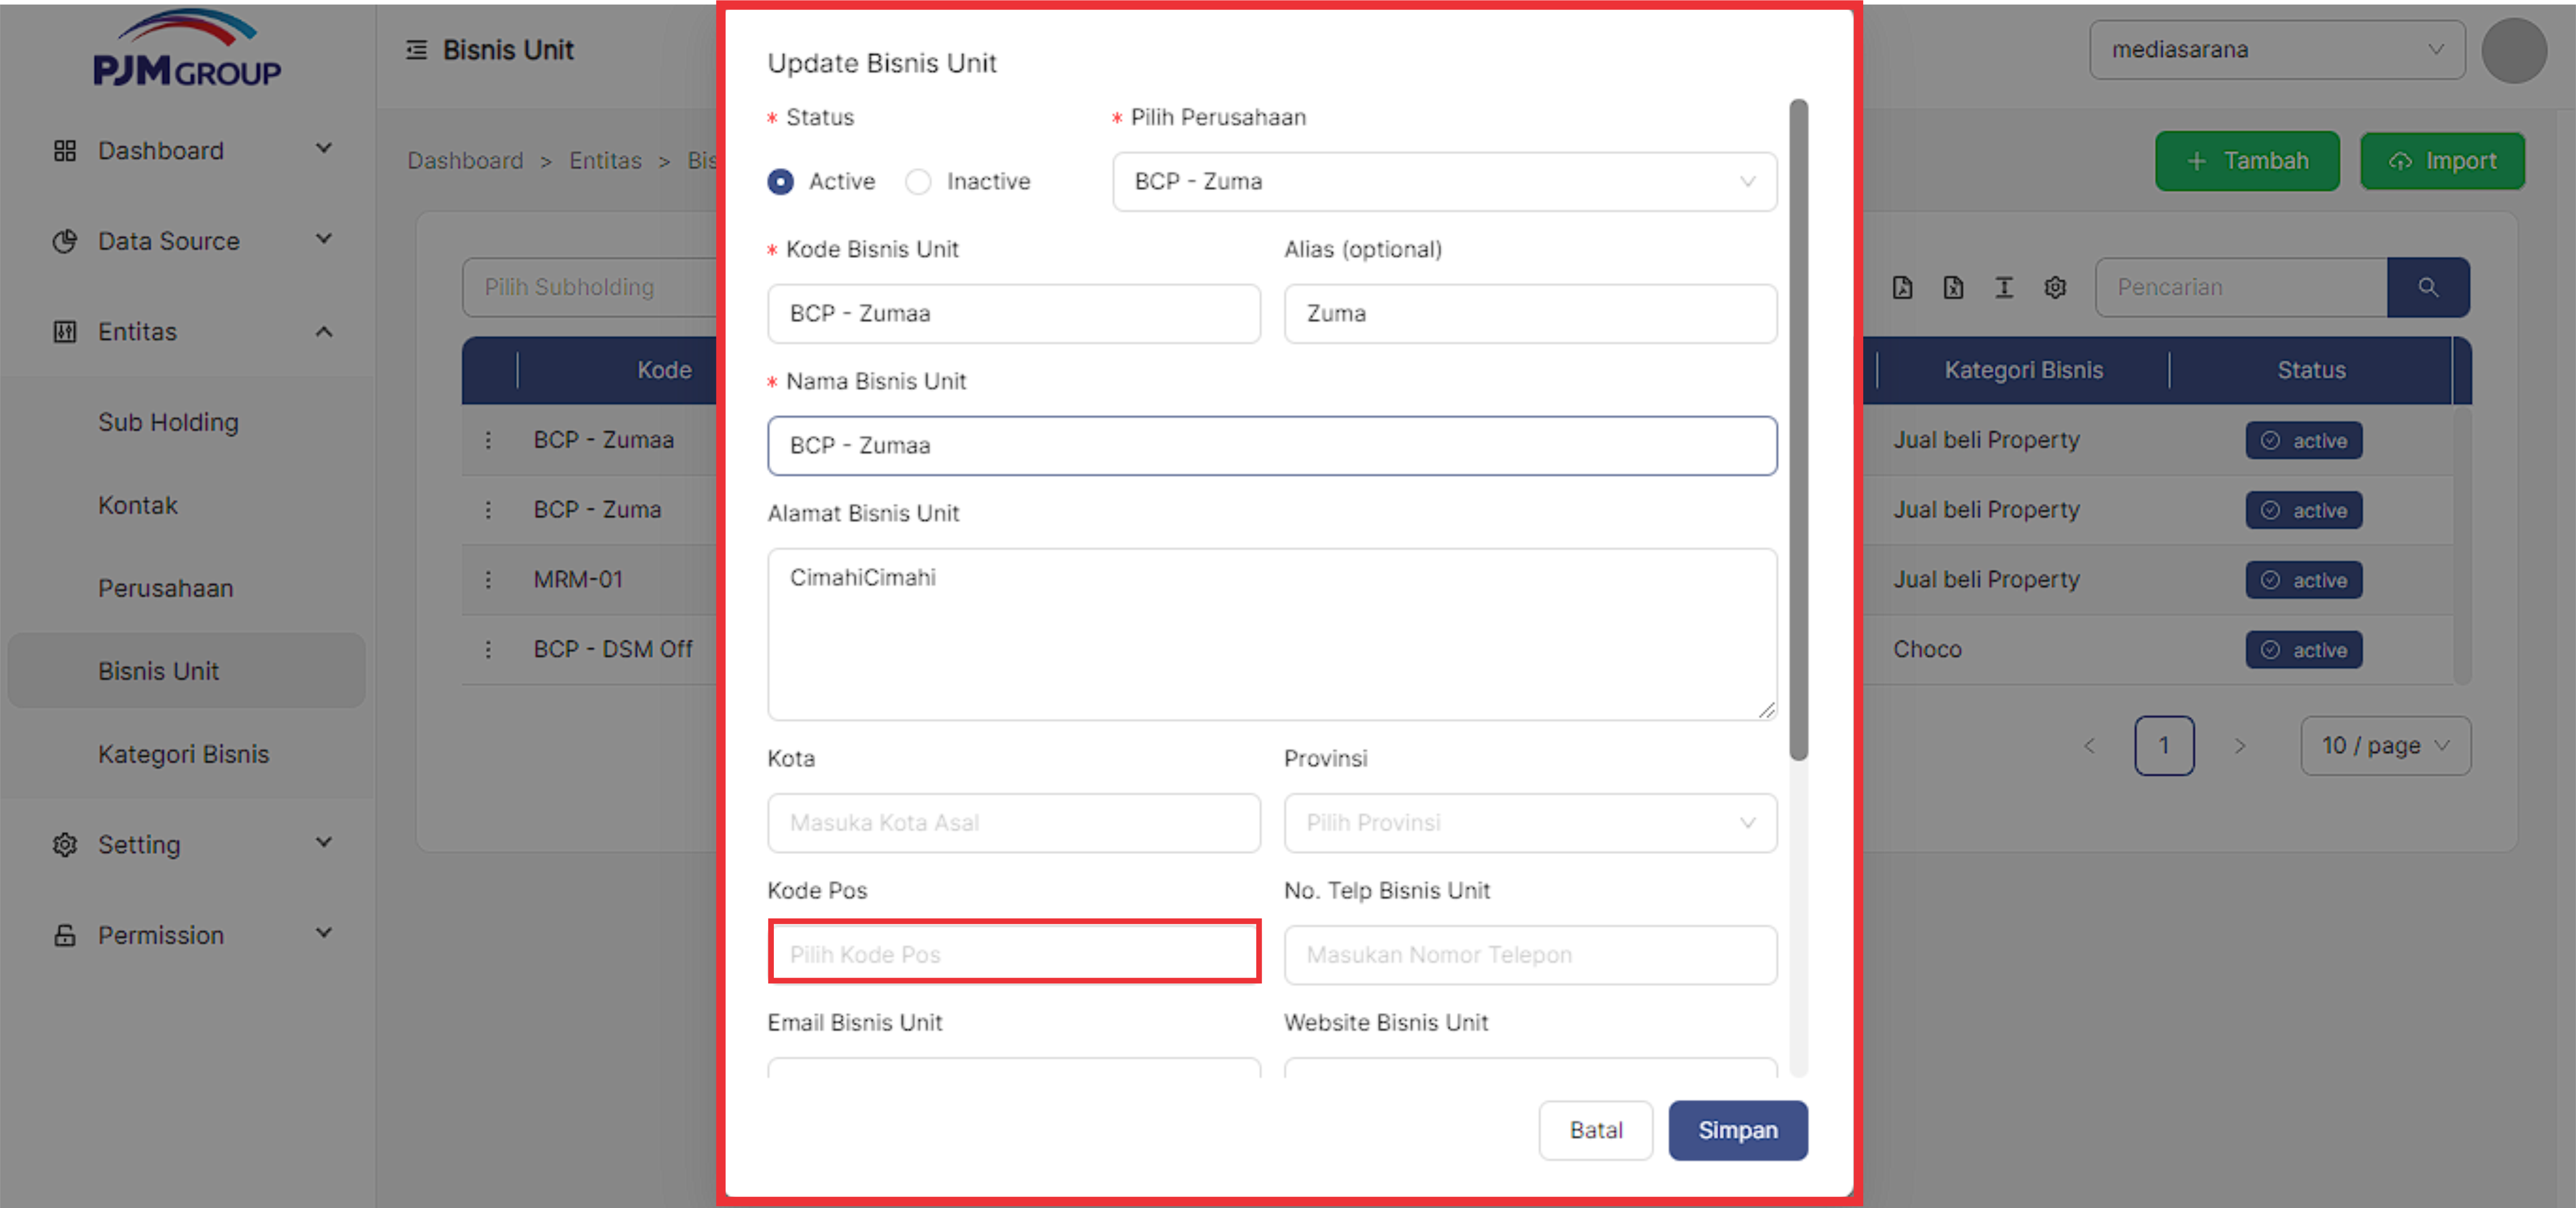 PJM GROUP
Dashboard
Data Source
Entitas
Sub Holding
Kontak
Perusahaan
Bisnis Unit
Kategori Bisnis
Setting
Permission
Bisnis Unit
mediasarana
Dashboard > Entitas > Bis
+ Tambah
Import
Pilih Subholding
Pencarian
Kode
Kategori Bisnis
Status
BCP - Zumaa
Jual beli Property
active
BCP - Zuma
Jual beli Property
active
MRM-01
Jual beli Property
active
BCP - DSM Off
Choco
active
< 1 >
10 / page
Update Bisnis Unit
* Status
* Pilih Perusahaan
Active
Inactive
BCP - Zuma
* Kode Bisnis Unit
Alias (optional)
BCP - Zumaa
Zuma
* Nama Bisnis Unit
BCP - Zumaa
Alamat Bisnis Unit
CimahiCimahi
Kota
Provinsi
Masuka Kota Asal
Pilih Provinsi
Kode Pos
No. Telp Bisnis Unit
Pilih Kode Pos
Masukan Nomor Telepon
Email Bisnis Unit
Website Bisnis Unit
Batal
Simpan